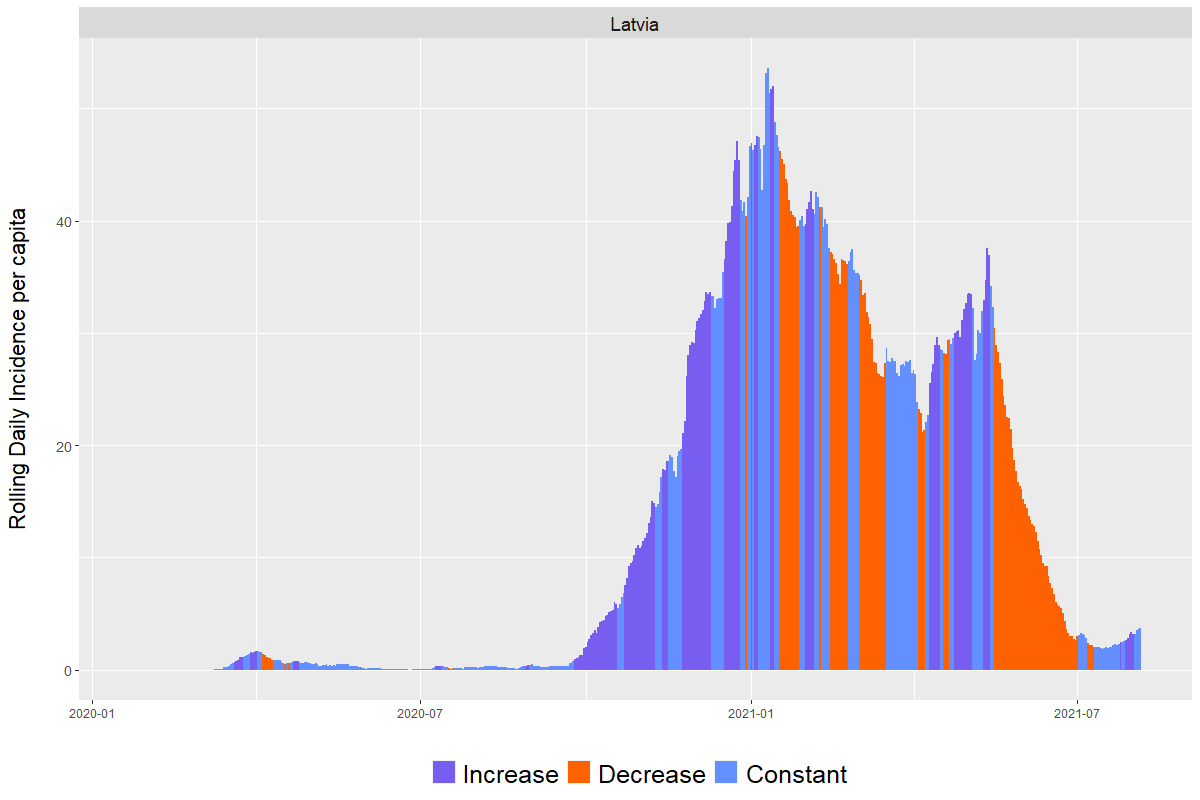 Latvia
Rolling Daily Incidence per capita
40
20
0
2020-01 2020-07 2021-01 2021-07
Increase Decrease Constant